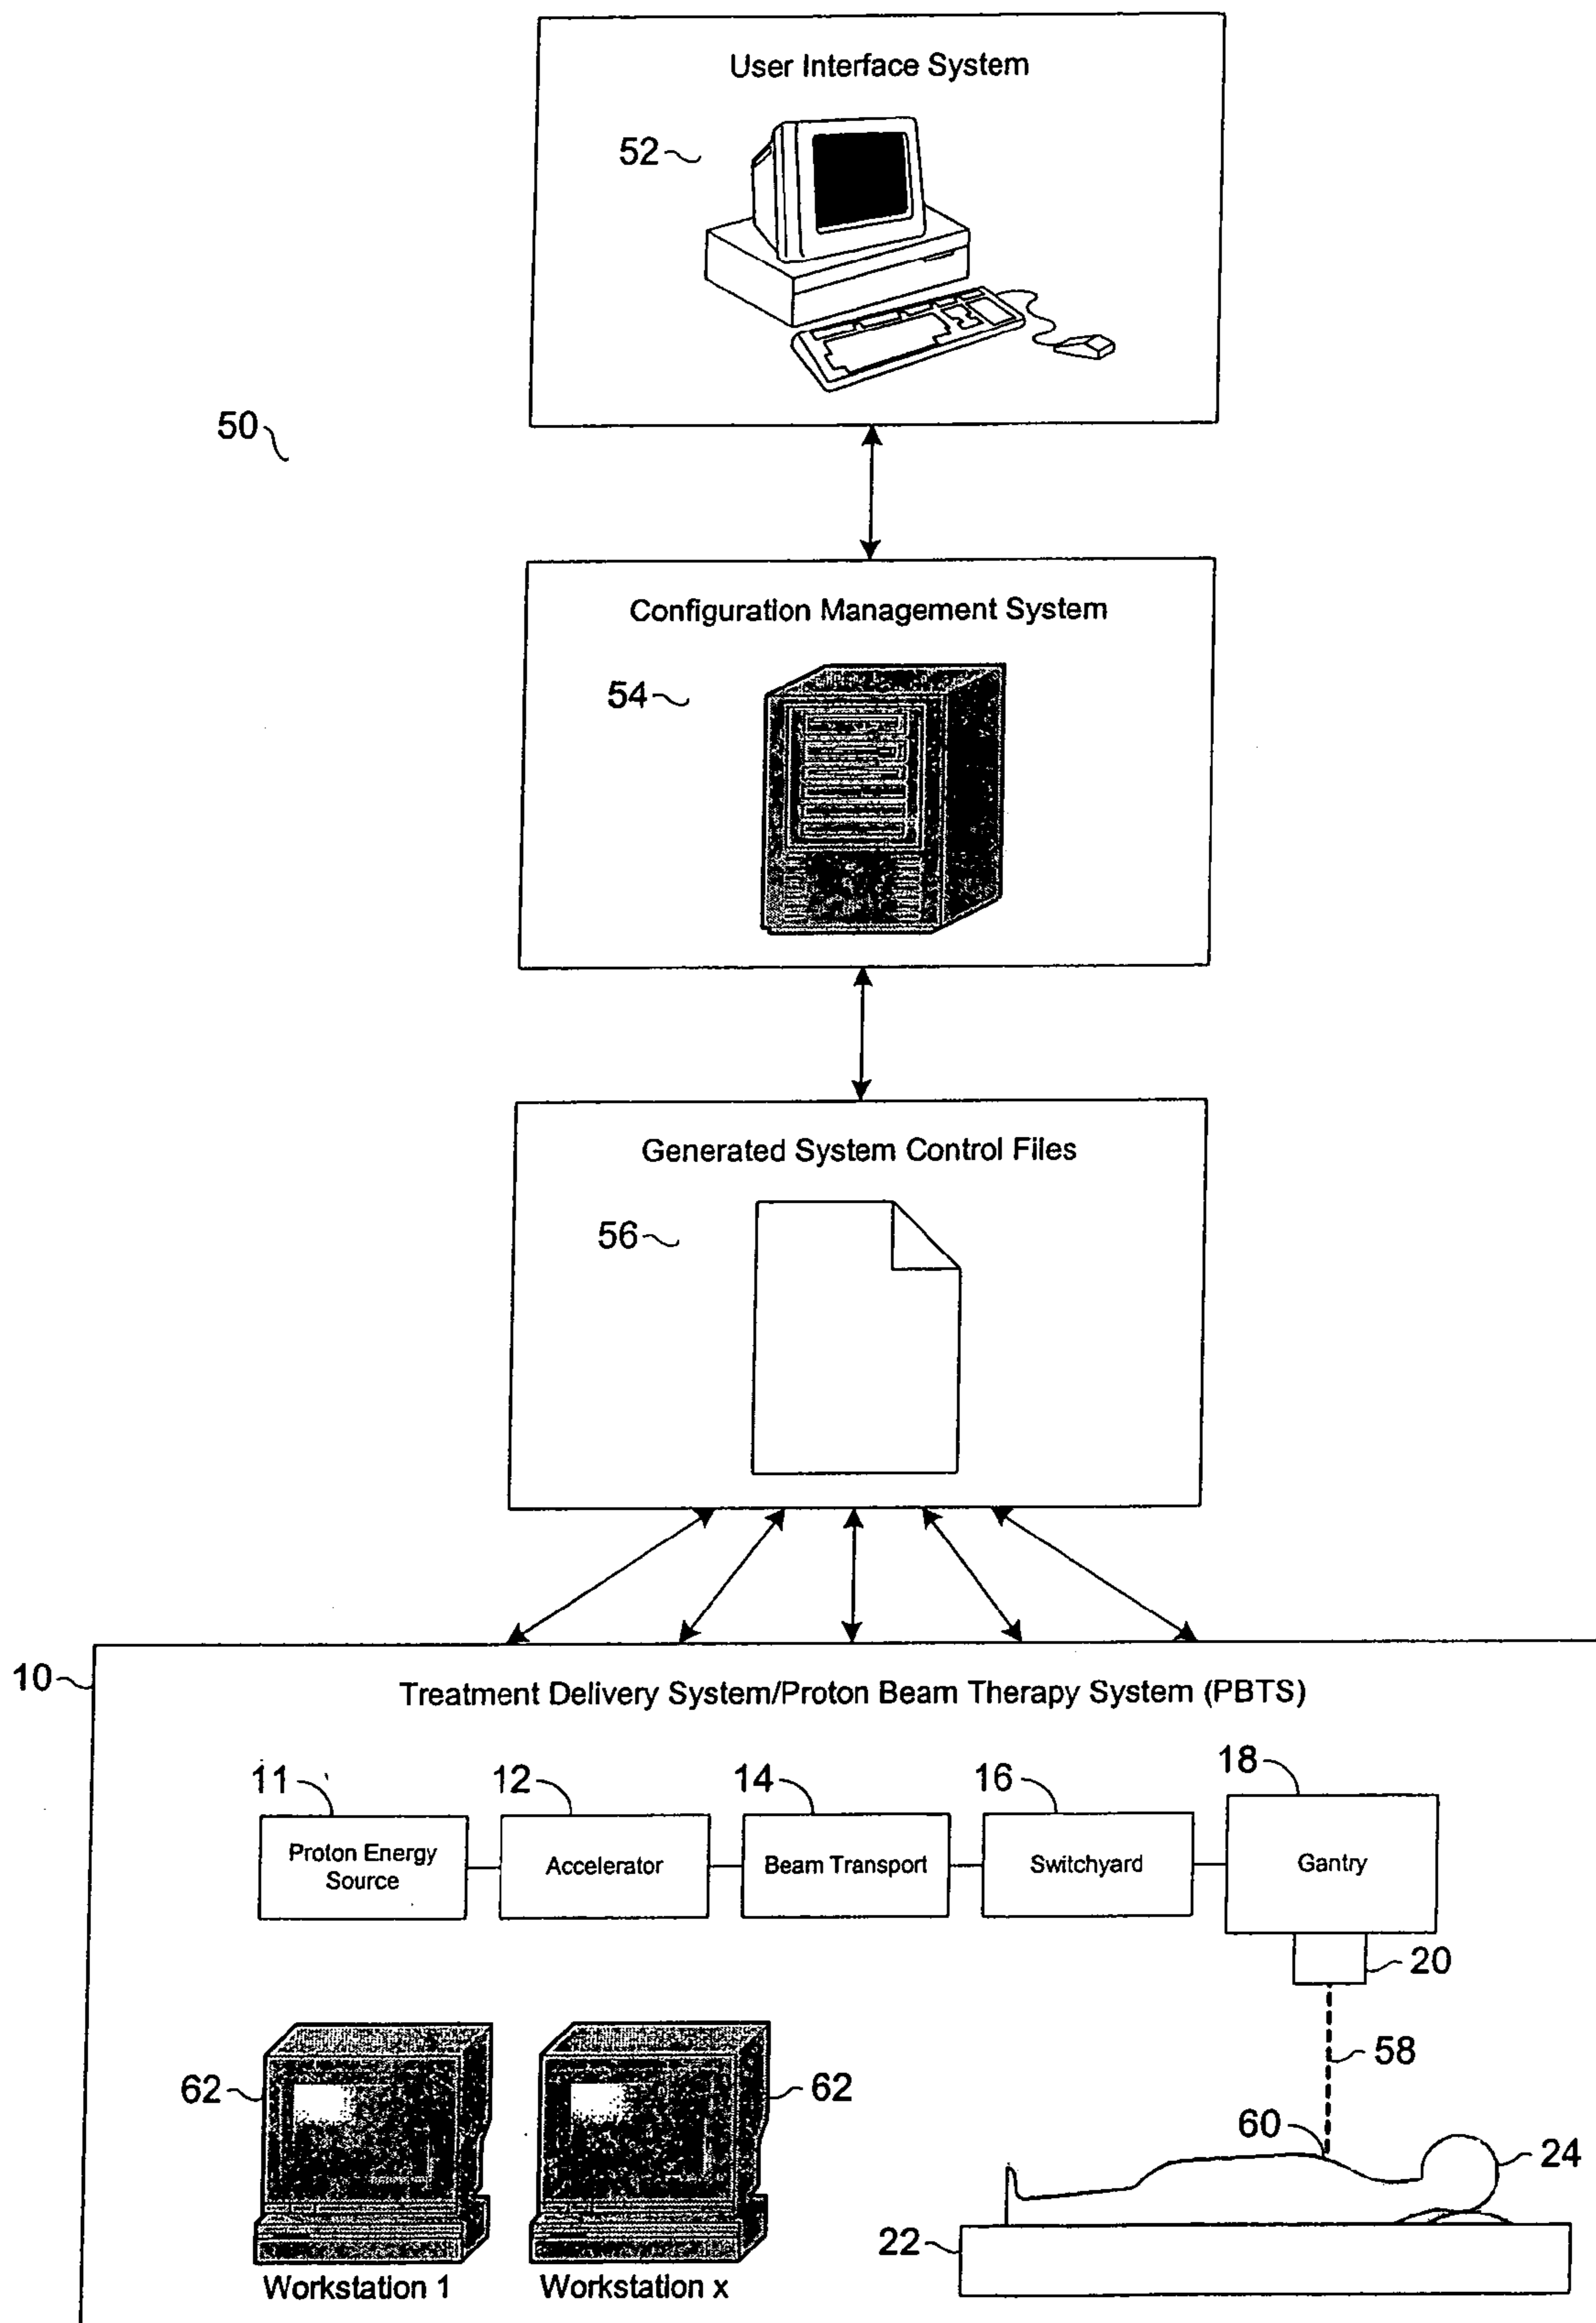 User Interface System
52
50
Configuration Management System
54
Generated System Control Files
56
10
Treatment Delivery System/Proton Beam Therapy System (PBTS)
11
12
14
16
18
Proton Energy
Source
Accelerator
Beam Transport
Switchyard
Gantry
20
58
62
62
60
24
22
Workstation 1
Workstation x